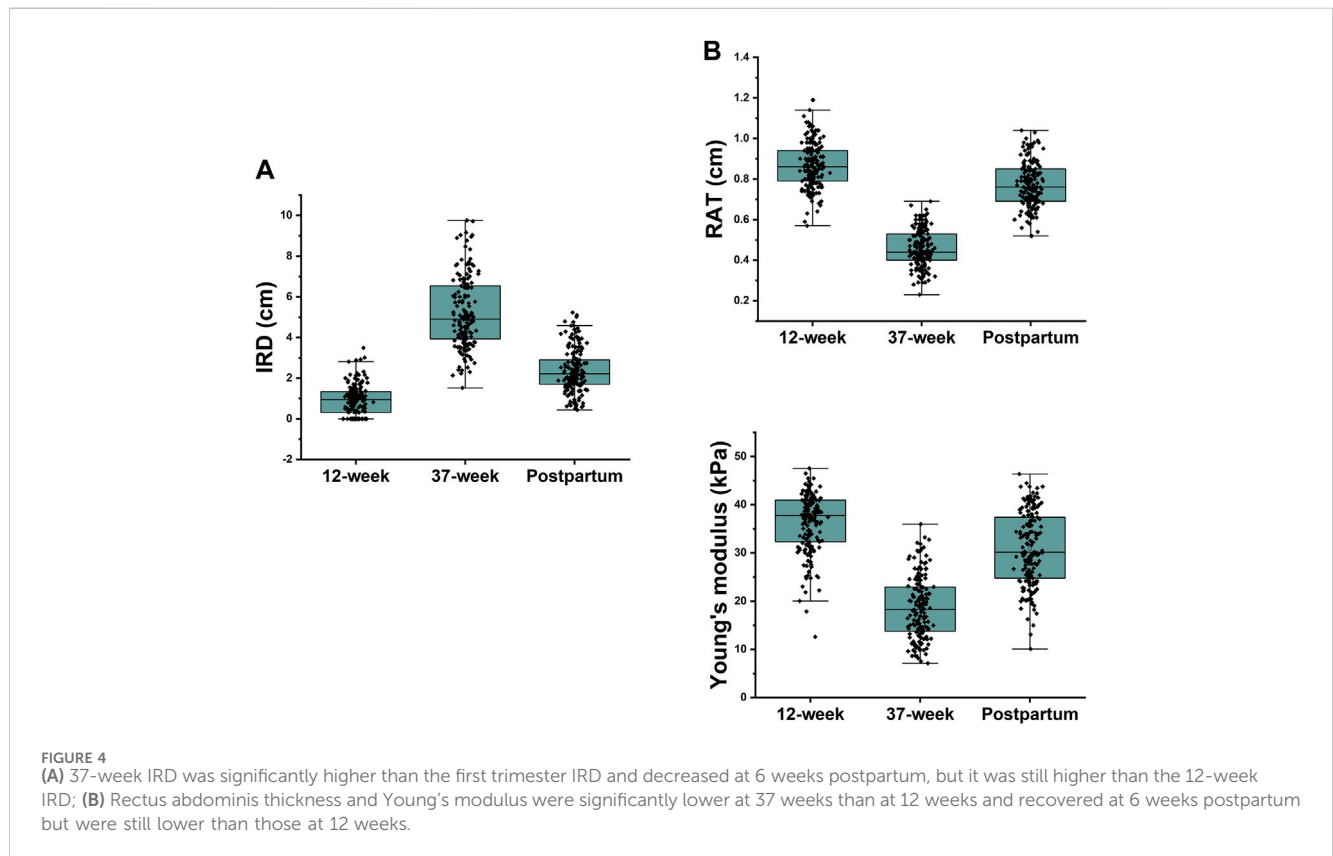 A
IRD (cm)
10
8
6
4
2
0
-2
12-week 37-week Postpartum
B
RAT (cm)
1.4
1.2
1.0
0.8
0.6
0.4
0.2
12-week 37-week Postpartum
Young's modulus (kPa)
50
40
30
20
10
0
12-week 37-week Postpartum
FIGURE 4
(A) 37-week IRD was significantly higher than the first trimester IRD and decreased at 6 weeks postpartum, but it was still higher than the 12-week
IRD; (B) Rectus abdominis thickness and Young's modulus were significantly lower at 37 weeks than at 12 weeks and recovered at 6 weeks postpartum
but were still lower than those at 12 weeks.